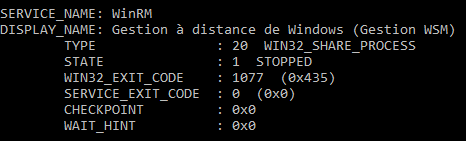 SERVICE_NAME: WinRM
DISPLAY_NAME: Gestion à distance de Windows (Gestion WSM)
        TYPE               : 20  WIN32_SHARE_PROCESS
        STATE              : 1  STOPPED
        WIN32_EXIT_CODE    : 1077  (0x435)
        SERVICE_EXIT_CODE  : 0  (0x0)
        CHECKPOINT         : 0x0
        WAIT_HINT          : 0x0